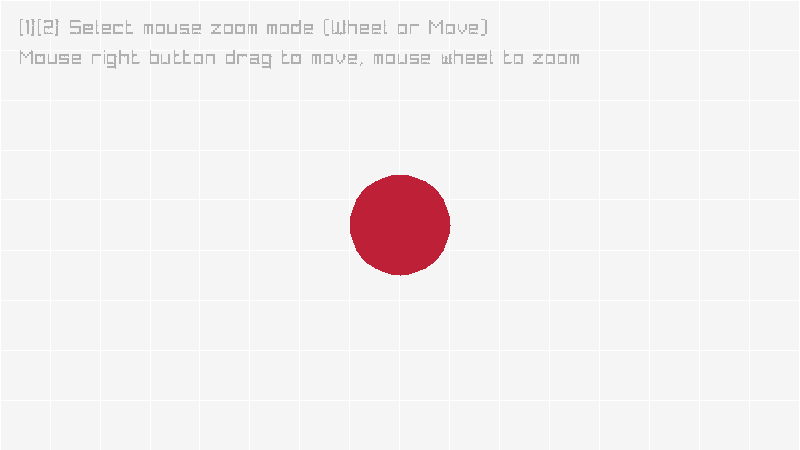 [1][2] Select mouse zoom mode (Wheel or Move)
Mouse right button drag to move, mouse wheel to zoom